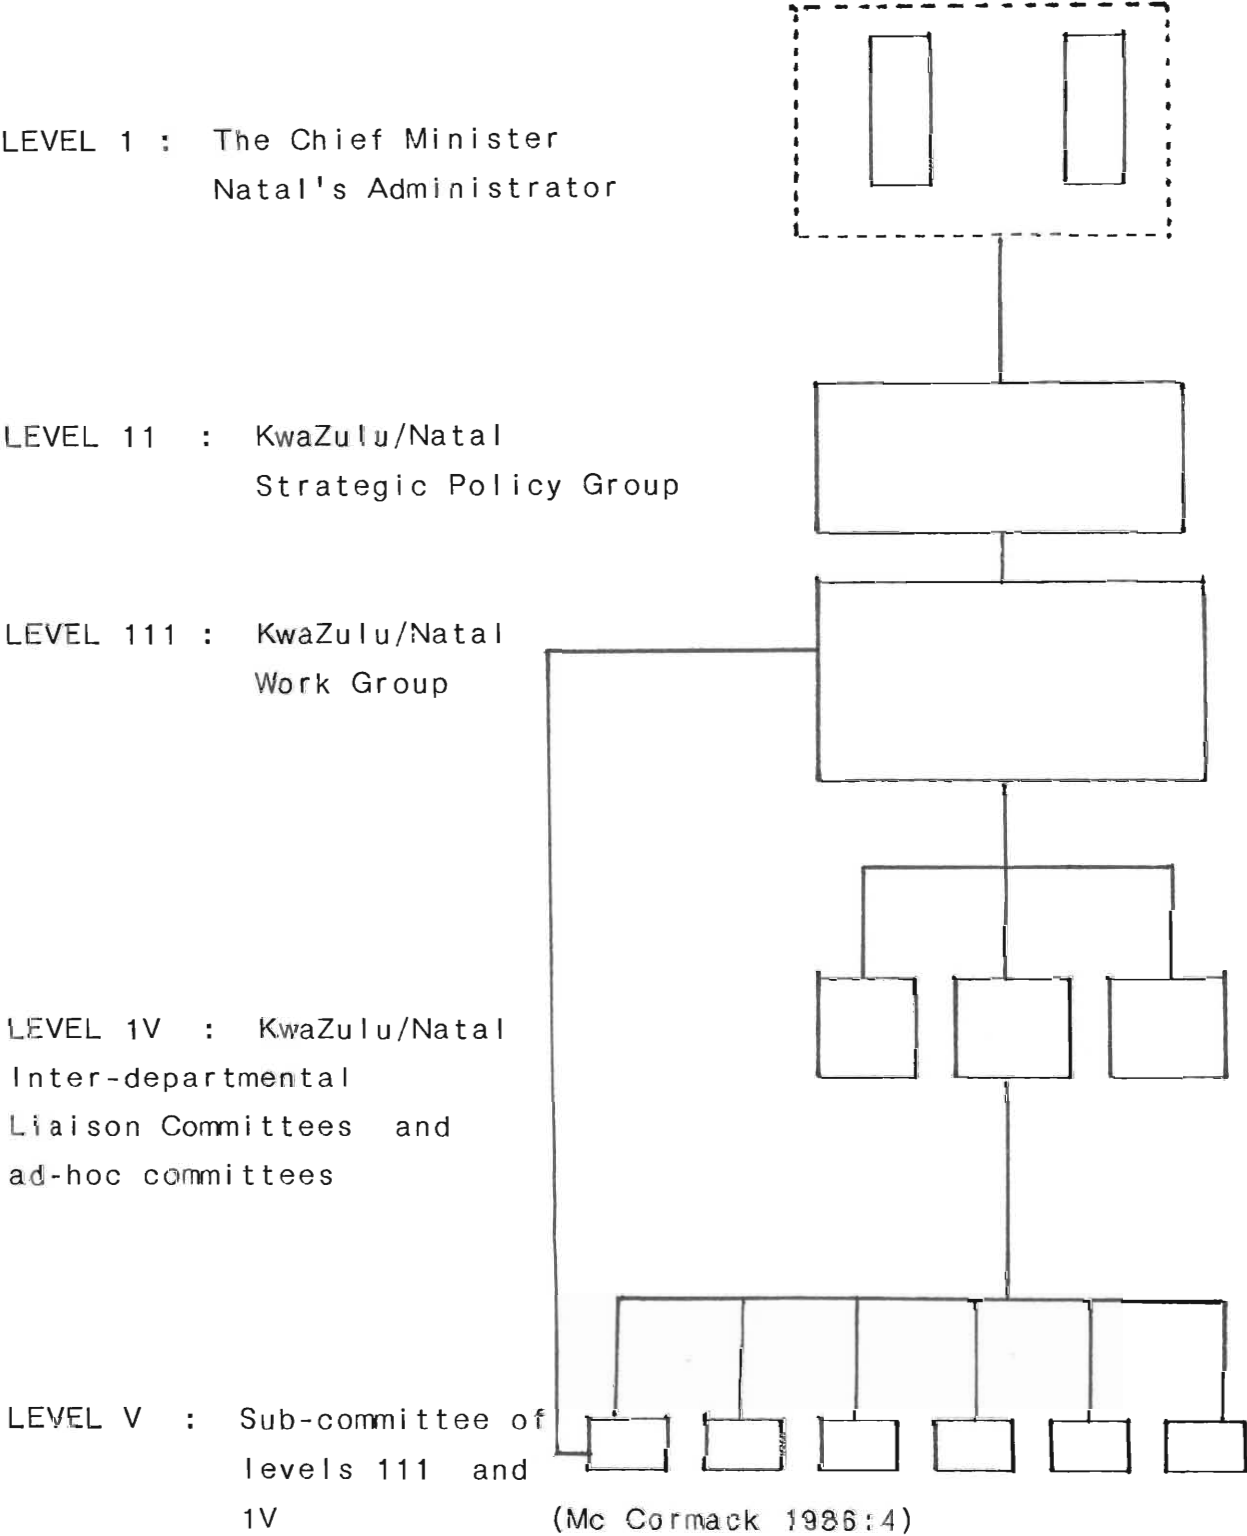 LEVEL 1 : The Chief Minister
Natal's Administrator
LEVEL 11 : KwaZulu/Natal
Strategic Policy Group
LEVEL 111 : KwaZulu/Natal
Work Group
LEVEL 1V : KwaZulu/Natal
Inter-departmental
Liaison Committees and
ad-hoc committees
LEVEL V : Sub-committee of
levels 111 and
1V
(Mc Cormack 1986:4)